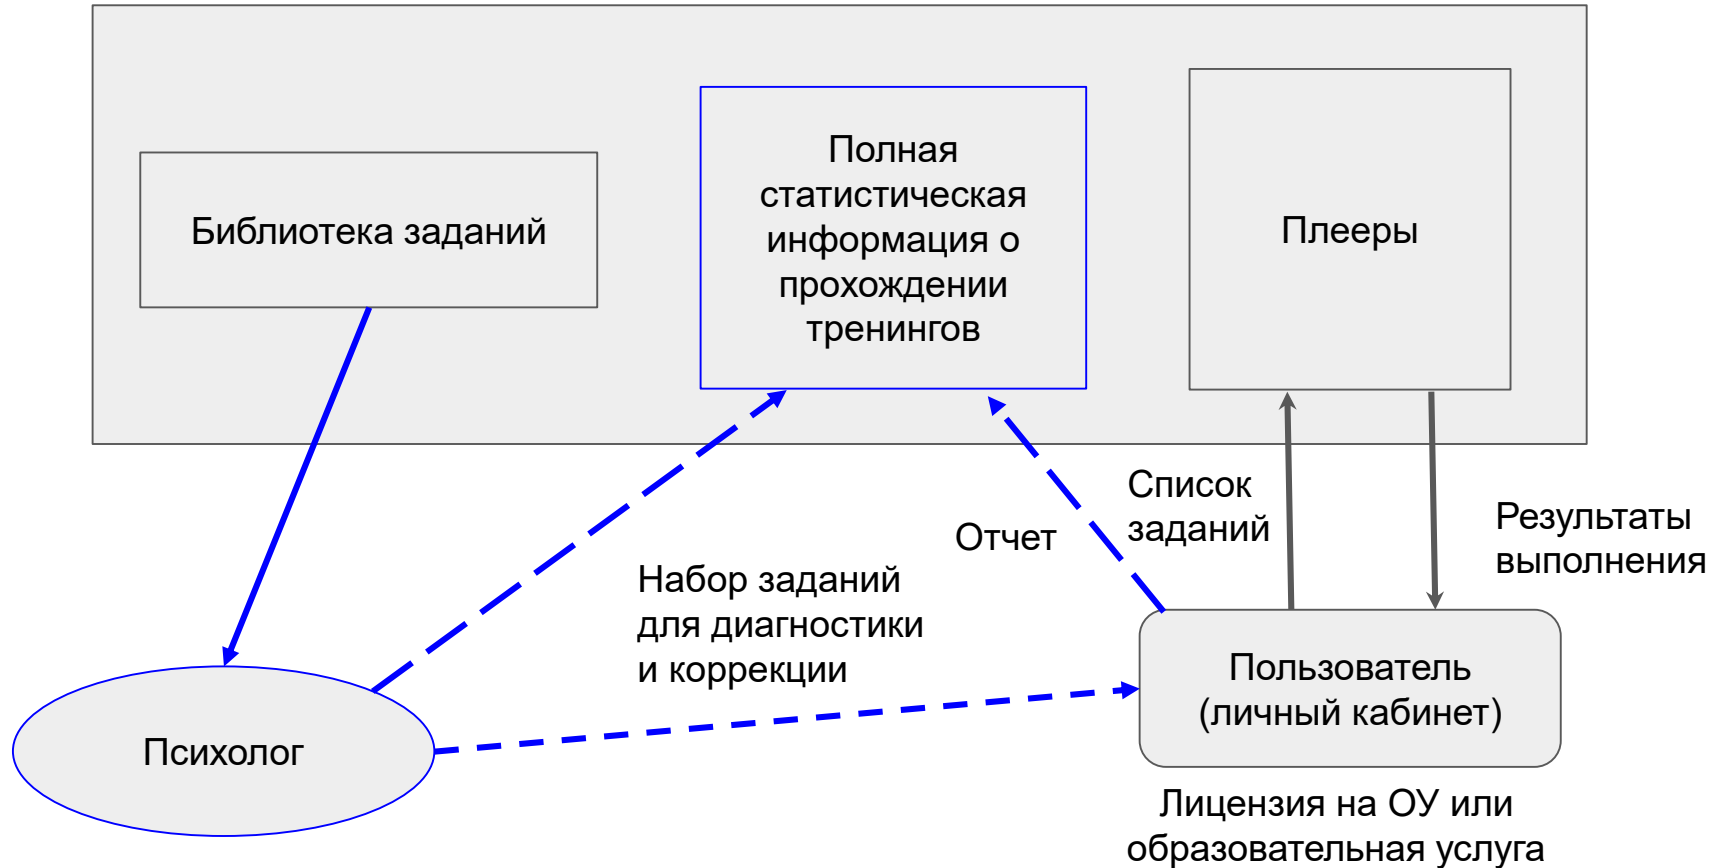 Библиотека заданий
Полная
статистическая
информация о
прохождении
тренингов
Плееры
Список
заданий
Результаты
выполнения
Отчет
Набор заданий
для диагностики
и коррекции
Психолог
Пользователь
(личный кабинет)
Лицензия на ОУ или
образовательная услуга